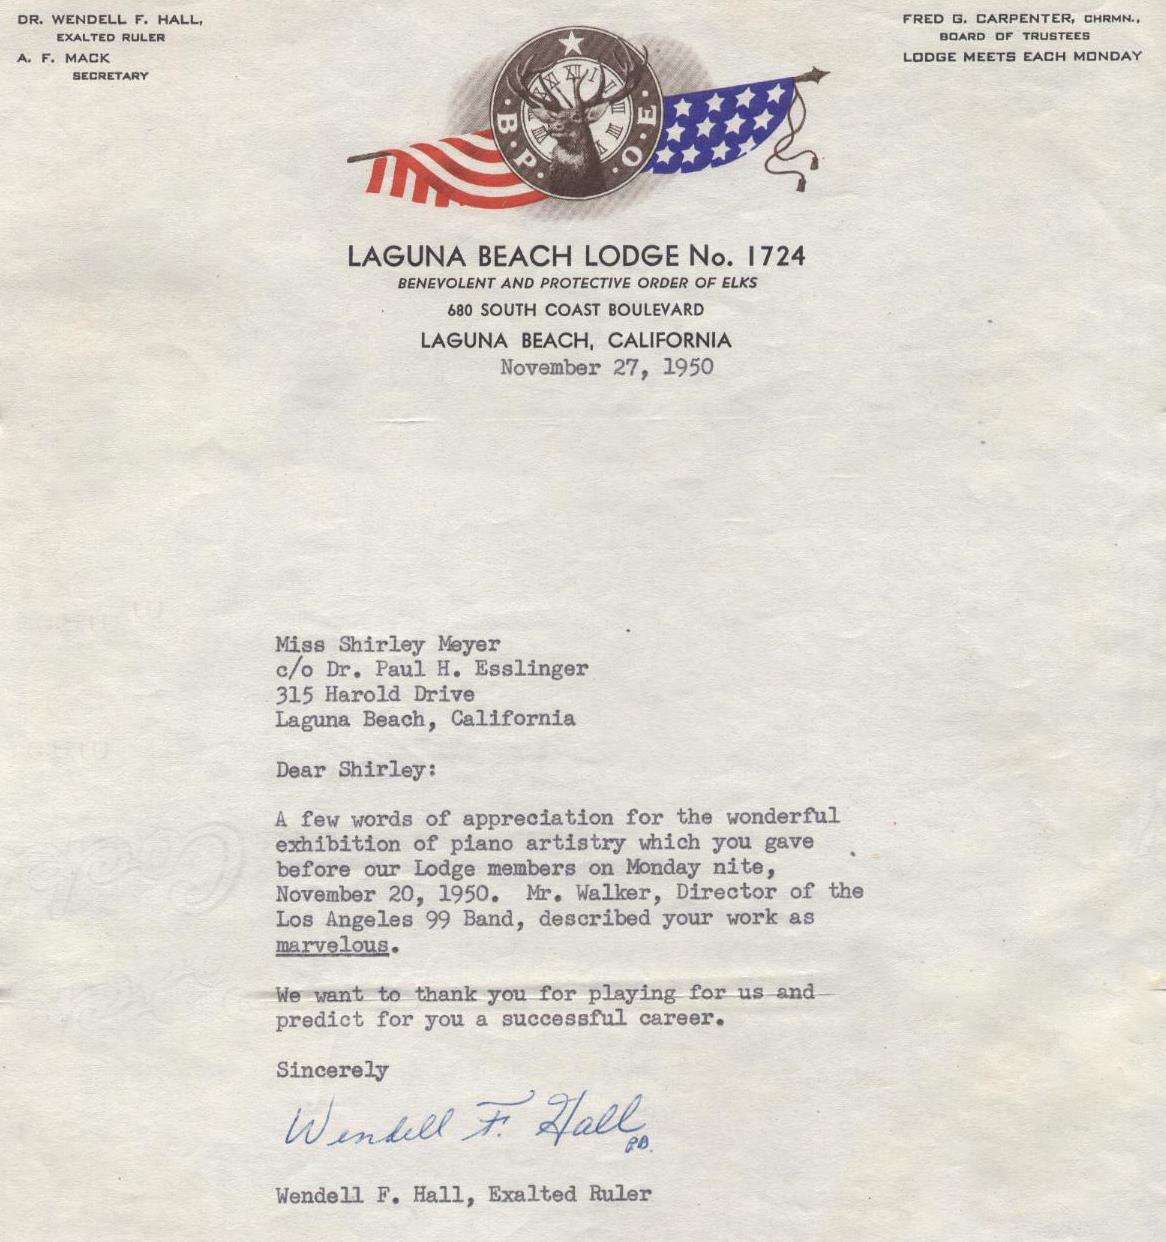 DR. WENDELL F. HALL,
EXALTED RULER
A. F. MACK
SECRETARY
FRED G. CARPENTER, CHRMN.,
BOARD OF TRUSTEES
LODGE MEETS EACH MONDAY
B. P. O. E.
LAGUNA BEACH LODGE No. 1724
BENEVOLENT AND PROTECTIVE ORDER OF ELKS
680 SOUTH COAST BOULEVARD
LAGUNA BEACH, CALIFORNIA
November 27, 1950
Miss Shirley Meyer
c/o Dr. Paul H. Esslinger
315 Harold Drive
Laguna Beach, California
Dear Shirley:
A few words of appreciation for the wonderful
exhibition of piano artistry which you gave
before our Lodge members on Monday nite,
November 20, 1950. Mr. Walker, Director of the
Los Angeles 99 Band, described your work as
marvelous.
We want to thank you for playing for us and
predict for you a successful career.
Sincerely
Wendell F. Hall
Wendell F. Hall, Exalted Ruler